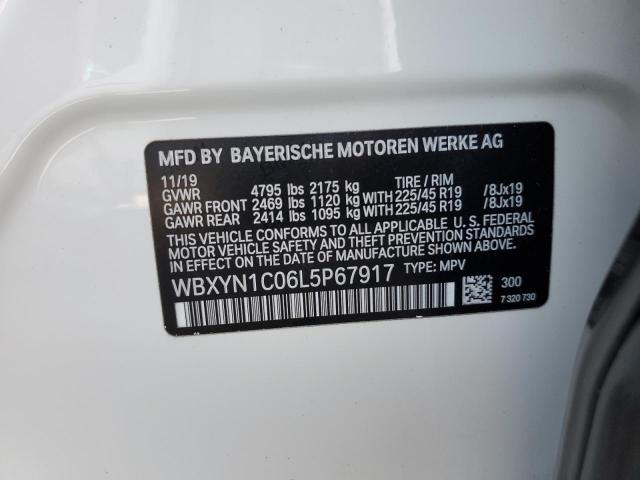 MFD BY BAYERISCHE MOTOREN WERKE AG
11/19 TIRE / RIM
GVWR 4795 lbs 2175 kg
GAWR FRONT 2469 lbs 1120 kg WITH 225/45 R19 /8Jx19
GAWR REAR 2414 lbs 1095 kg WITH 225/45 R19 /8Jx19
THIS VEHICLE CONFORMS TO ALL APPLICABLE U. S. FEDERAL
MOTOR VEHICLE SAFETY, BUMPER, AND THEFT PREVENTION
STANDARDS IN EFFECT ON THE DATE OF MANUFACTURE SHOWN ABOVE.
WBXYN1C06L5P67917 TYPE: MPV
300
7 320 730